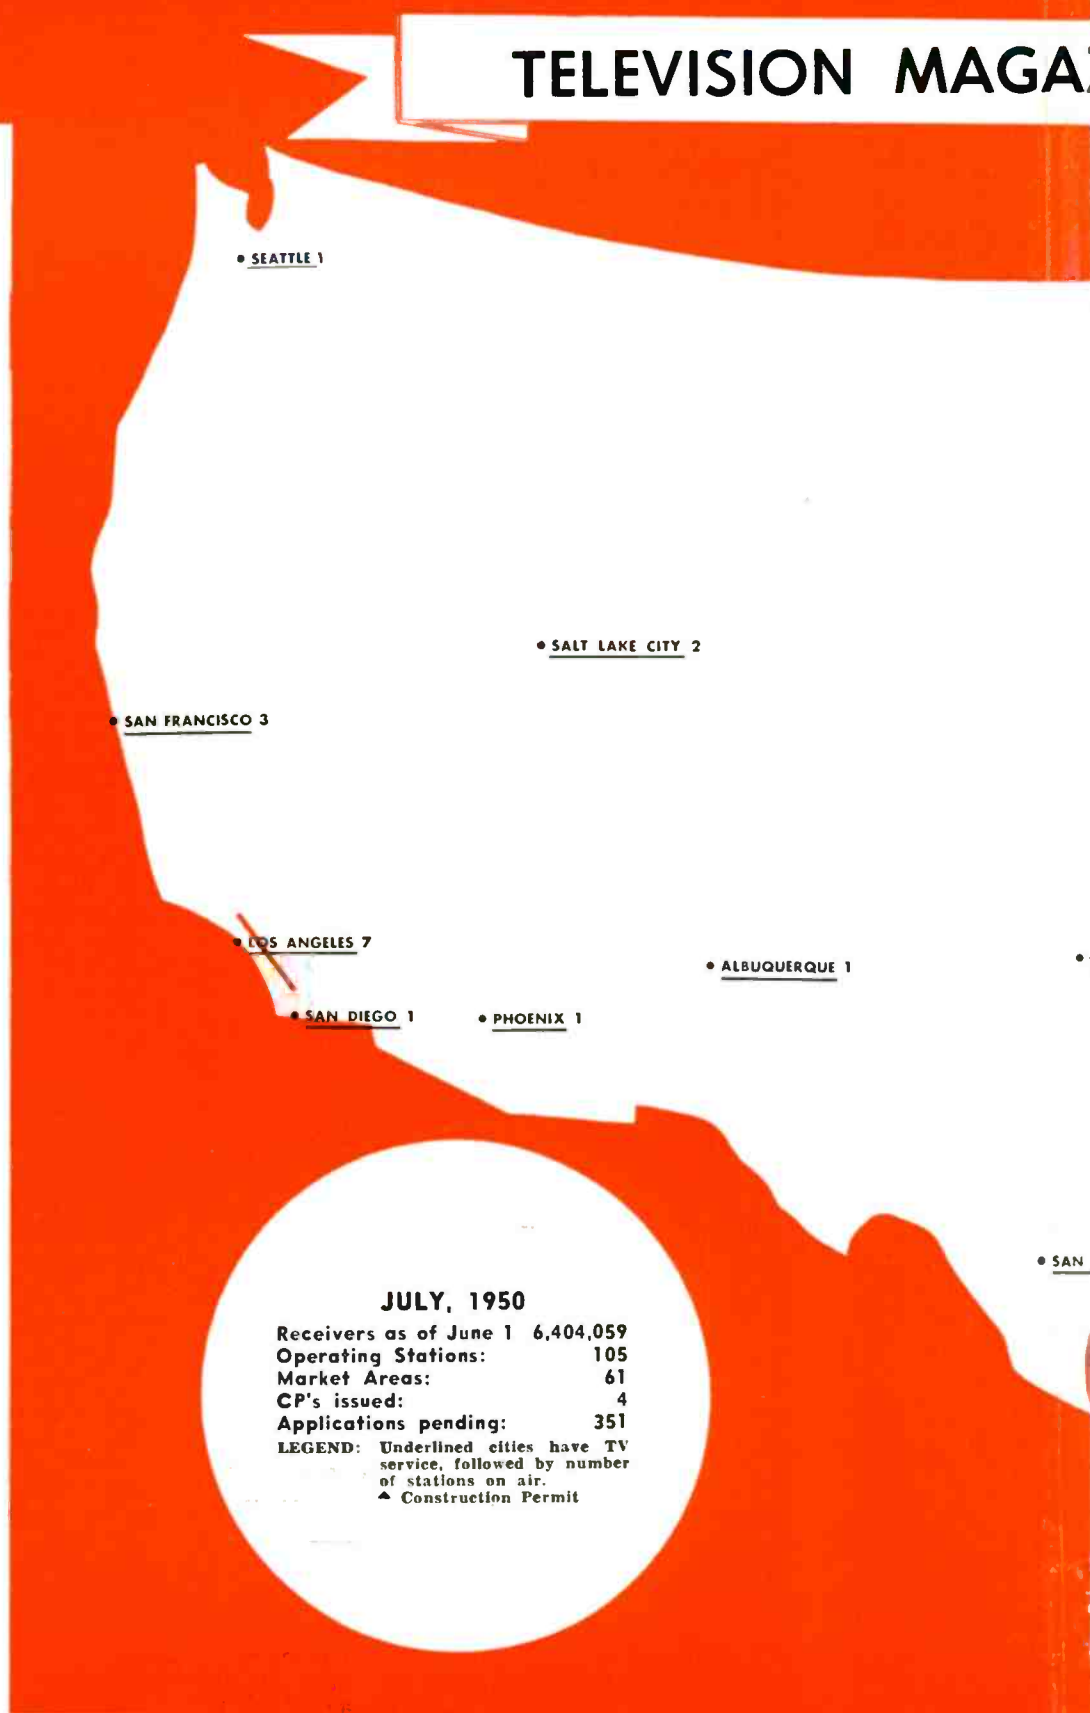 TELEVISION
SEATTLE 1
SALT LAKE CITY 2
SAN FRANCISCO 3
LOS ANGELES 7
ALBUQUERQUE 1
SAN DIEGO 1
PHOENIX 1
SAN
JULY, 1950
Receivers as of June 1 6,404,059
Operating Stations: 105
Market Areas: 61
CP's issued: 4
Applications pending: 351
LEGEND: Underlined cities have TV
service, followed by number
of stations on air.
▲ Construction Permit